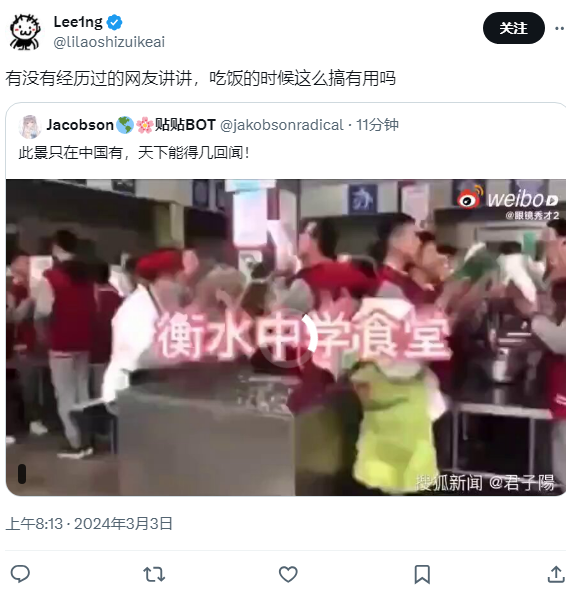 Lee1ng
@lilaoshizuikeai
关注
有没有经历过的网友讲讲，吃饭的时候这么搞有用吗
Jacobson🌎🌸贴贴BOT @jakobsonradical · 11分钟
此景只在中国有，天下能得几回闻！
weibo
@眼镜秀才2
办
衡水中学食堂
搜狐新闻 @君子陽
上午8:13 · 2024年3月3日